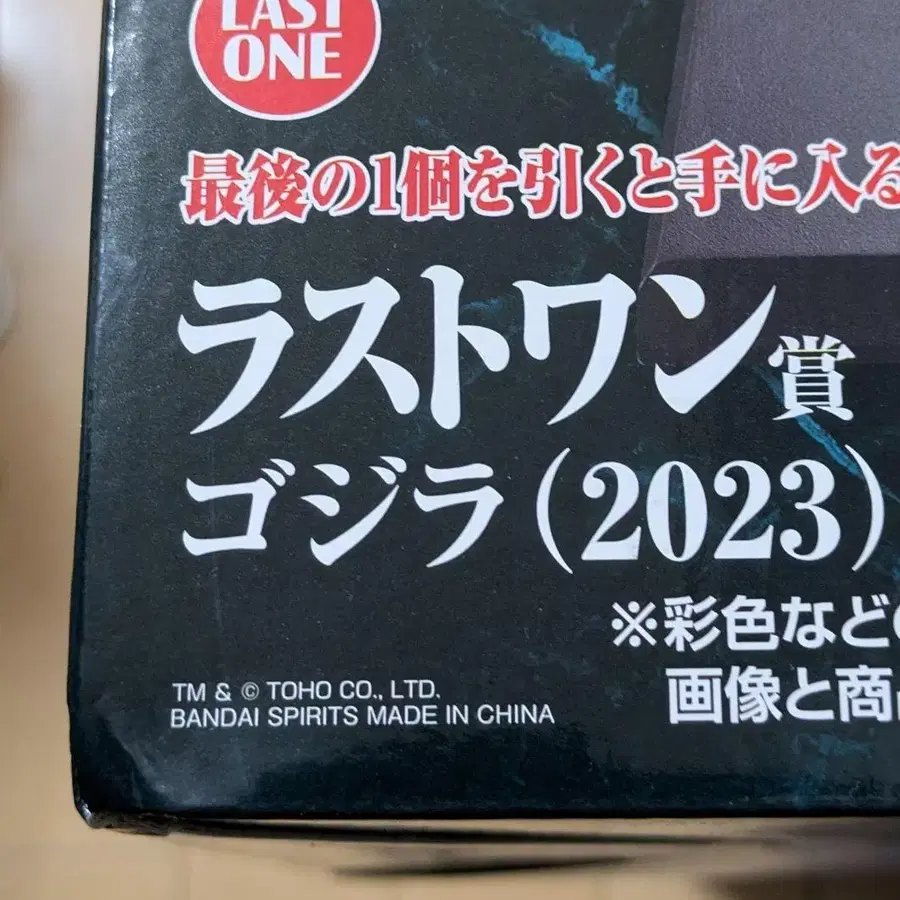 LAST
ONE
最後の1個を引くと手に入る
ラストワン賞
ゴジラ(2023)
※彩色など
画像と商
TM & © TOHO CO., LTD.
BANDAI SPIRITS MADE IN CHINA